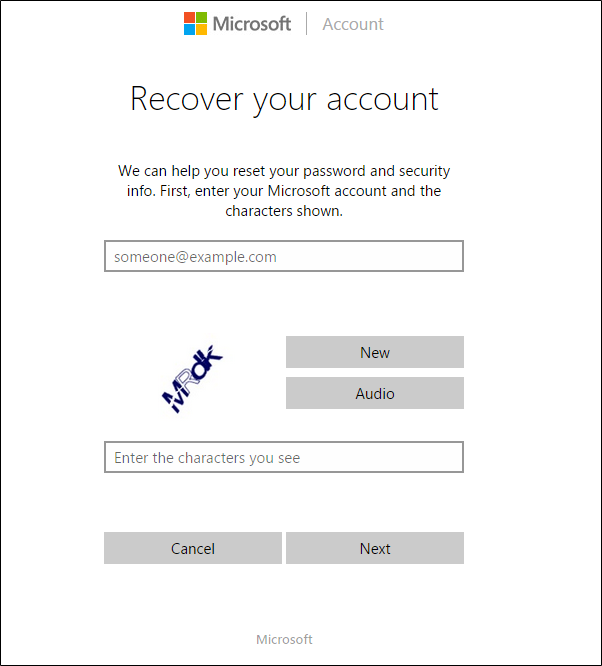 Microsoft | Account
Recover your account
We can help you reset your password and security
info. First, enter your Microsoft account and the
characters shown.
someone@example.com
New
Audio
Enter the characters you see
Cancel
Next
Microsoft